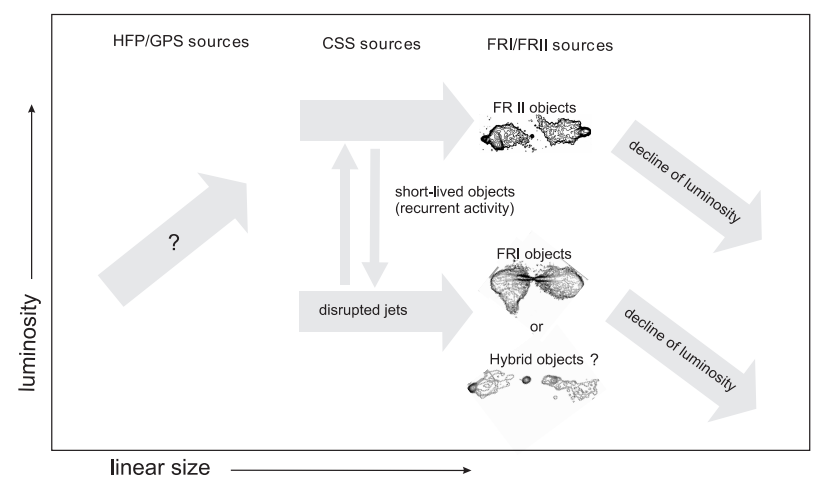 HFP/GPS sources
CSS sources
FRI/FRII sources
FR II objects
decline of luminosity
short-lived objects
(recurrent activity)
?
FRI objects
disrupted jets
or
decline of luminosity
Hybrid objects ?
luminosity
linear size